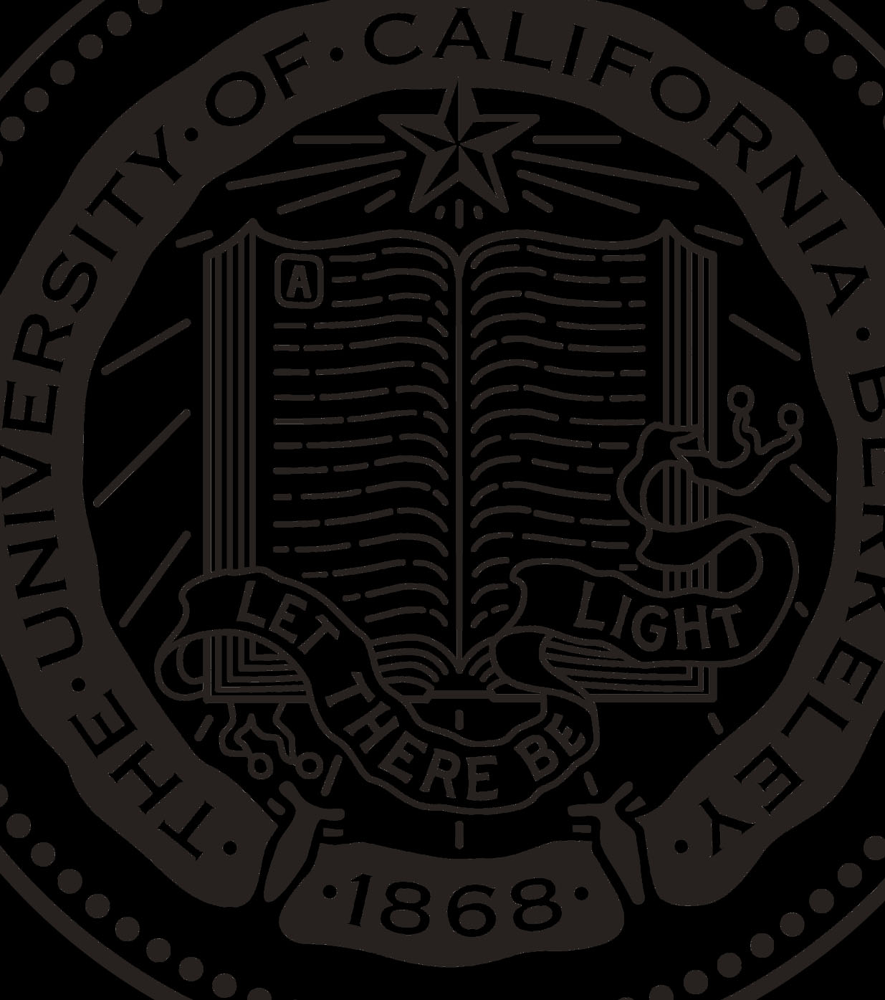 THE · UNIVERSITY · OF · CALIFORNIA · BERKELEY
A
LET THERE BE LIGHT
· 1868 ·